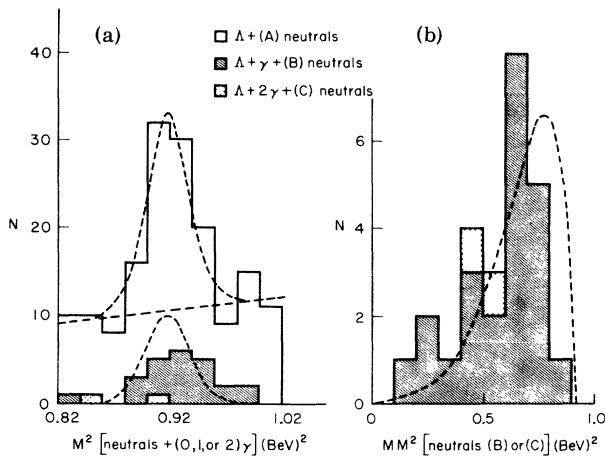 (a)
(b)
Λ + (A) neutrals
Λ + γ + (B) neutrals
Λ + 2γ + (C) neutrals
40
30
N
20
10
0
0.82
0.92
1.02
M² [neutrals + (0,1,or 2) γ] (BeV)²
6
N
4
2
0
0
0.5
1.0
MM² [neutrals (B) or (C)] (BeV)²